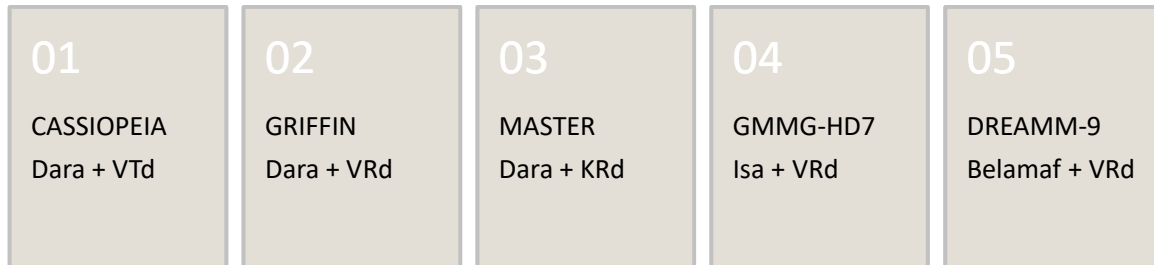 01
CASSIOPEIA
Dara + VTd
02
GRIFFIN
Dara + VRd
03
MASTER
Dara + KRd
04
GMMG-HD7
Isa + VRd
05
DREAMM-9
Belamaf + VRd